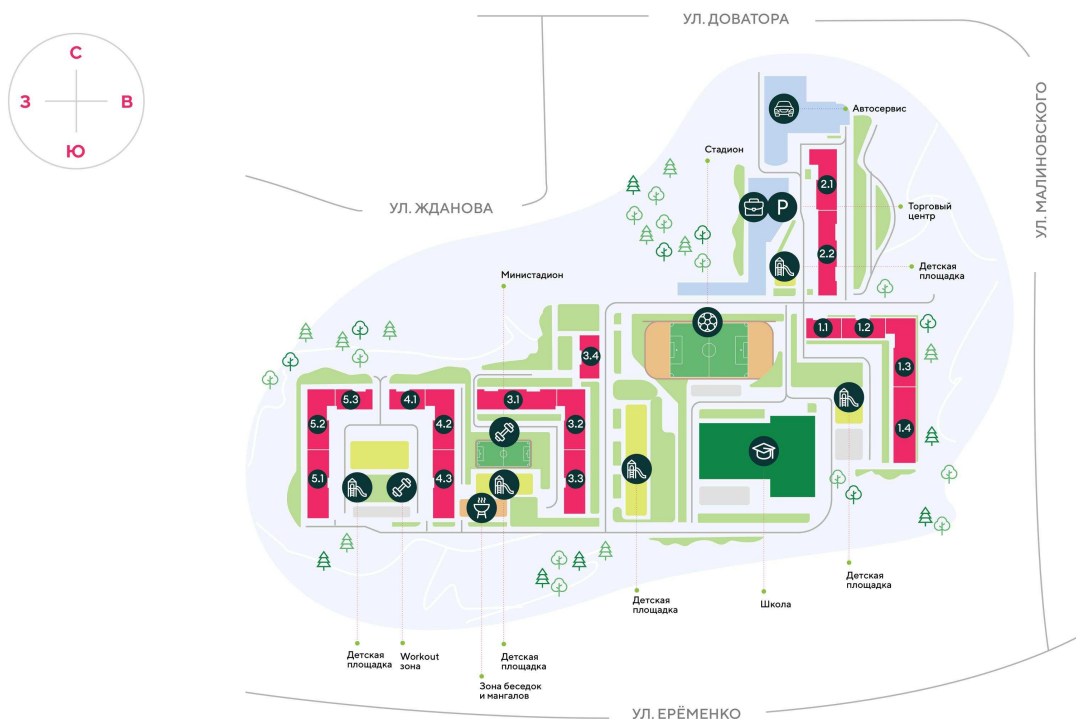 УЛ. ДОВАТОРА
С
З
В
Ю
УЛ. МАЛИНОВСКОГО
Автосервис
Стадион
2.1
УЛ. ЖДАНОВА
P
Торговый
центр
2.2
Детская
площадка
Министадион
1.1
1.2
3.4
1.3
5.3
4.1
3.1
5.2
4.2
3.2
1.4
5.1
4.3
3.3
Детская
площадка
Школа
Детская
площадка
Детская
площадка
Workout
зона
Детская
площадка
Зона беседок
и мангалов
УЛ. ЕРЁМЕНКО